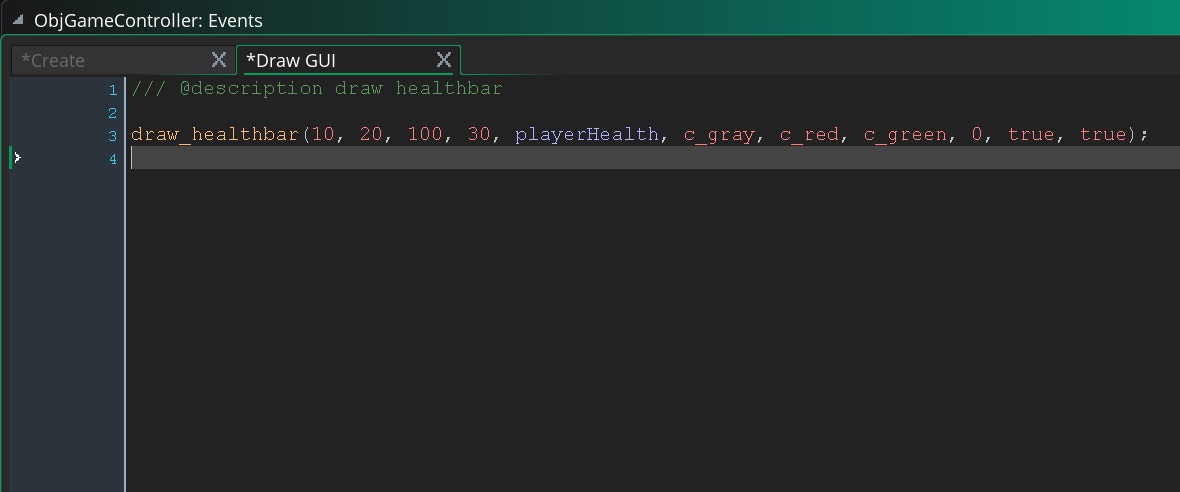 ObjGameController: Events
*Create
*Draw GUI
1 /// @description draw healthbar
2
3 draw_healthbar(10, 20, 100, 30, playerHealth, c_gray, c_red, c_green, 0, true, true);
4